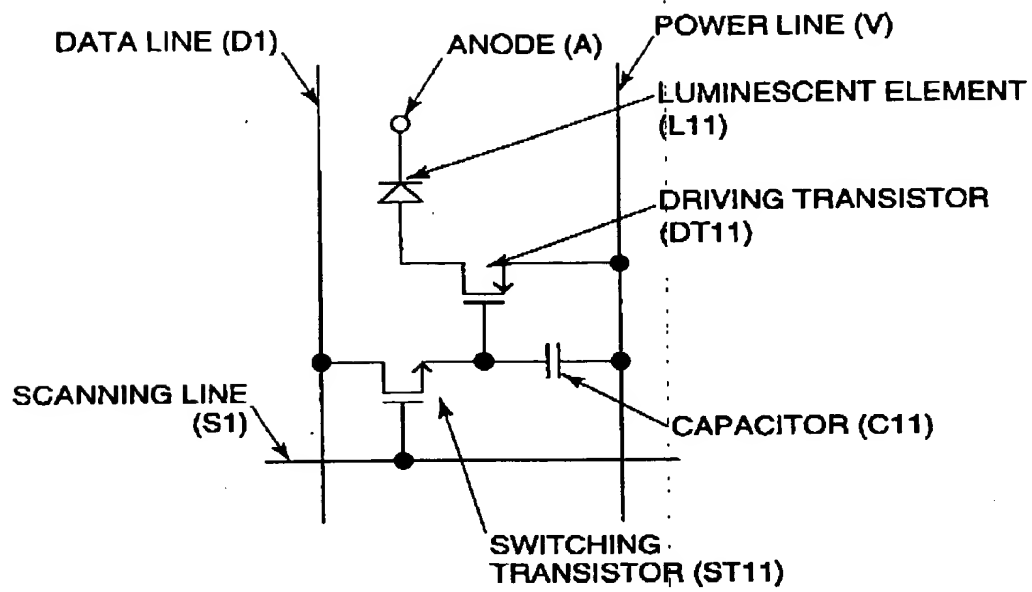 DATA LINE (D1)
ANODE (A)
POWER LINE (V)
LUMINESCENT ELEMENT
(L11)
DRIVING TRANSISTOR
(DT11)
SCANNING LINE
(S1)
CAPACITOR (C11)
SWITCHING
TRANSISTOR (ST11)